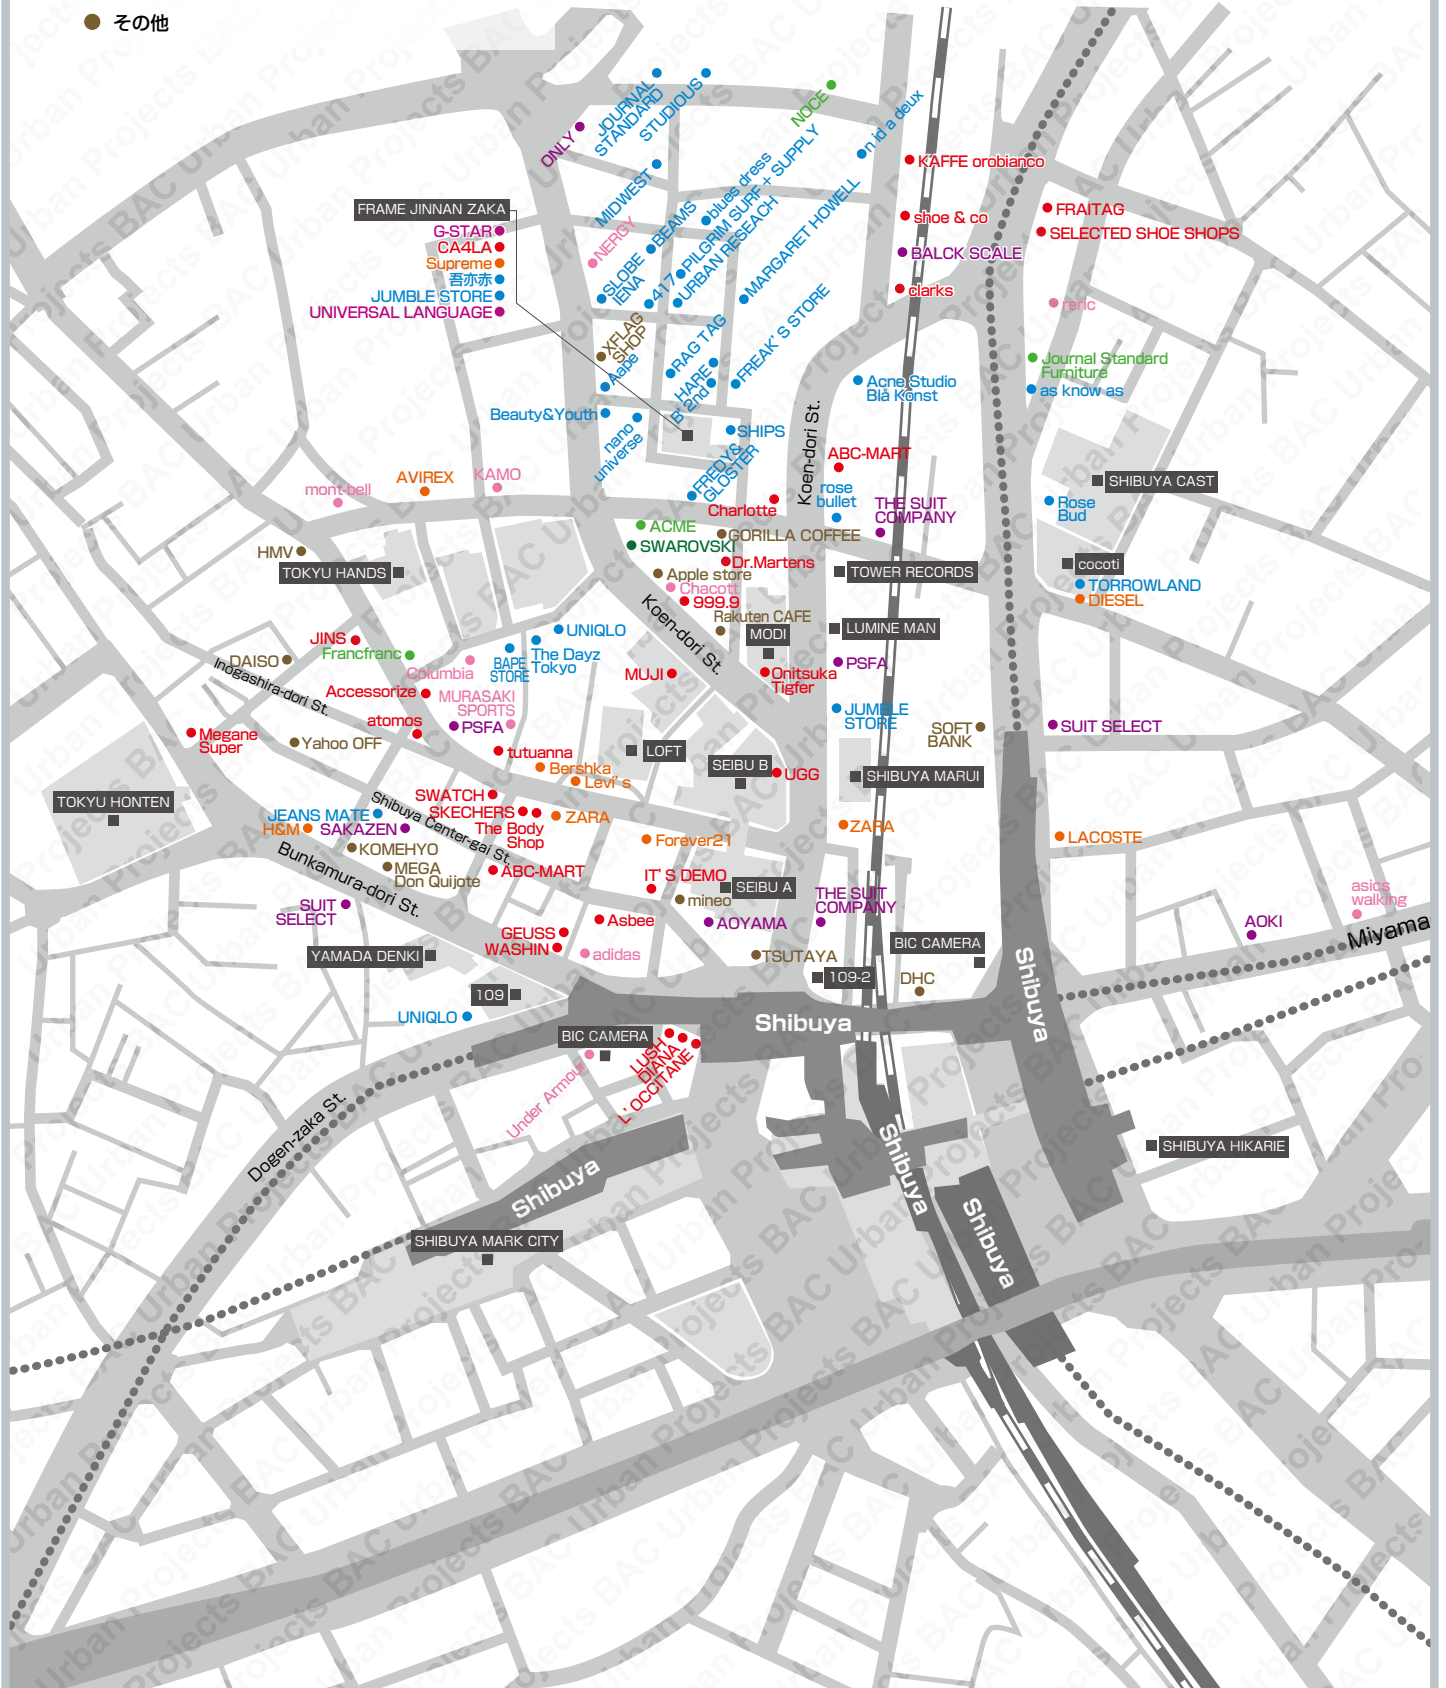 その他
JOURNAL
STANDARD
STUDIOUS
NOCE
ONLY
n id a deux
KAFFE orobianco
MIDWEST
blues dress
PILGRIM SURF + SUPPLY
FRAME JINNAN ZAKA
G-STAR
CA4LA
Supreme
吾亦赤
JUMBLE STORE
UNIVERSAL LANGUAGE
NERGY
BEAMS
SLOBE
IENA
417
URBAN RESEACH
MARGARET HOWELL
shoe & co
BALCK SCALE
clarks
FRAITAG
SELECTED SHOE SHOPS
reric
XFLAG
SHOP
Aape
RAG TAG
HARE
B' 2nd
FREAK' S STORE
Journal Standard
Furniture
as know as
Acne Studio
Blå Konst
Beauty&Youth
nano
universe
SHIPS
FREDY&
GLOSTER
Koen-dori St.
ABC-MART
rose
bullet
THE SUIT
COMPANY
SHIBUYA CAST
Rose
Bud
mont-bell
AVIREX
KAMO
Charlotte
ACME
GORILLA COFFEE
SWAROVSKI
HMV
TOKYU HANDS
Dr.Martens
Apple store
Chacott
999.9
TOWER RECORDS
cocoti
TORROWLAND
DIESEL
Koen-dori St.
Rakuten CAFE
MODI
LUMINE MAN
UNIQLO
JINS
Francfranc
DAISO
Inogashira-dori St.
Columbia
BAPE
STORE
The Dayz
Tokyo
MUJI
Onitsuka
Tigfer
PSFA
Accessorize
MURASAKI
SPORTS
PSFA
atomos
JUMBLE
STORE
SOFT
BANK
SUIT SELECT
Megane
Super
Yahoo OFF
tutuanna
LOFT
SEIBU B
UGG
SHIBUYA MARUI
Bershka
Levi' s
TOKYU HONTEN
SWATCH
SKECHERS
The Body
Shop
ZARA
Shibuya Center-gai St.
JEANS MATE
H&M
SAKAZEN
ZARA
LACOSTE
Forever21
KOMEHYO
Bunkamura-dori St.
MEGA
Don Quijote
ABC-MART
IT' S DEMO
SEIBU A
mineo
THE SUIT
COMPANY
asics
walking
SUIT
SELECT
Asbee
AOYAMA
AOKI
Miyama
GEUSS
WASHIN
adidas
YAMADA DENKI
TSUTAYA
BIC CAMERA
109
109-2
DHC
UNIQLO
Shibuya
Shibuya
BIC CAMERA
LUSH
DIANA
L' OCCITANE
Under Armour
Dogen-zaka St.
Shibuya
Shibuya
Shibuya
SHIBUYA HIKARIE
SHIBUYA MARK CITY
BAC Urban Projects